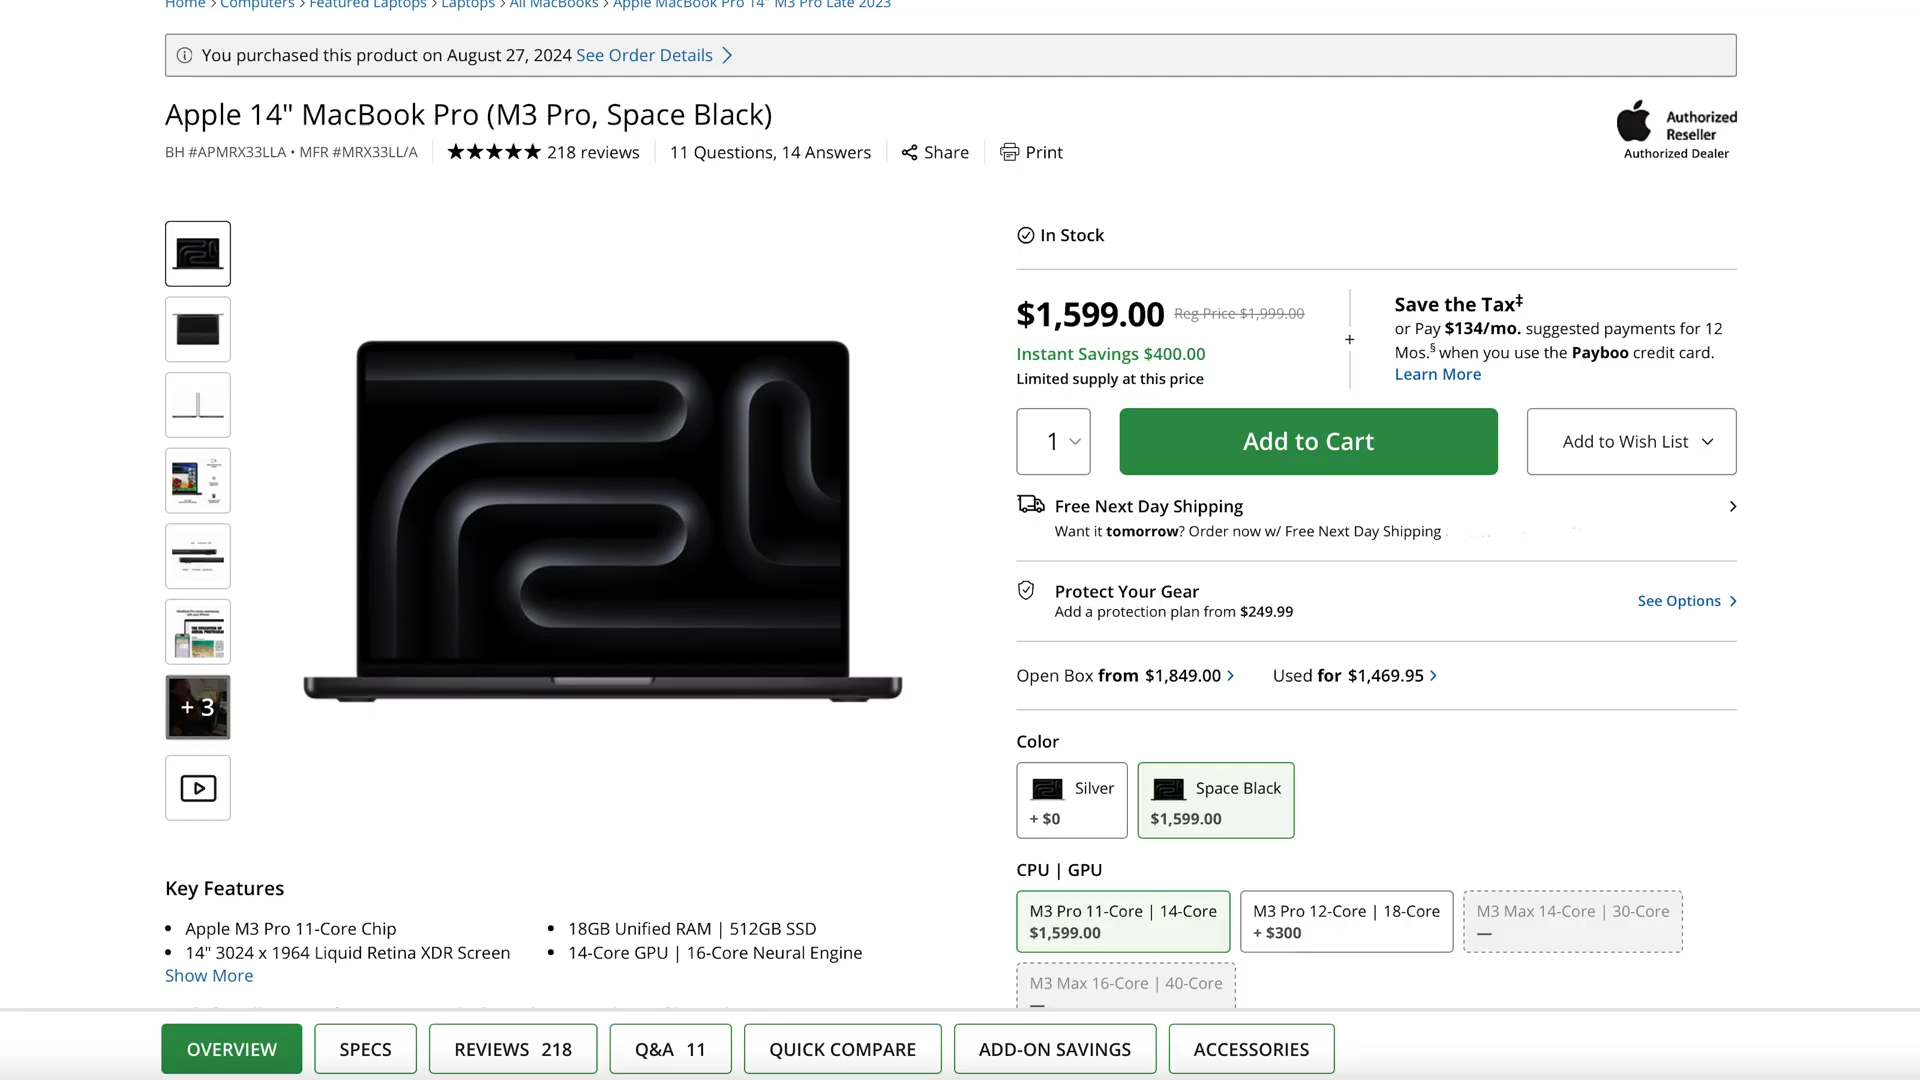 Home > Computers > Featured Laptops > Laptops > All MacBooks > Apple MacBook Pro 14" M3 Pro Late 2023
You purchased this product on August 27, 2024 See Order Details
Apple 14" MacBook Pro (M3 Pro, Space Black)
BH #APMRX33LLA • MFR #MRX33LL/A
★★★★★ 218 reviews
11 Questions, 14 Answers
Share
Print
Authorized
Reseller
Authorized Dealer
In Stock
$1,599.00 Reg Price $1,999.00
Instant Savings $400.00
Limited supply at this price
+
Save the Tax‡
or Pay $134/mo. suggested payments for 12
Mos.§ when you use the Payboo credit card.
Learn More
1
Add to Cart
Add to Wish List
Free Next Day Shipping
Want it tomorrow? Order now w/ Free Next Day Shipping
Protect Your Gear
Add a protection plan from $249.99
See Options
Open Box from $1,849.00
Used for $1,469.95
+ 3
Color
Silver
+ $0
Space Black
$1,599.00
CPU | GPU
M3 Pro 11-Core | 14-Core
$1,599.00
M3 Pro 12-Core | 18-Core
+ $300
M3 Max 14-Core | 30-Core
—
M3 Max 16-Core | 40-Core
—
Key Features
• Apple M3 Pro 11-Core Chip
• 14" 3024 x 1964 Liquid Retina XDR Screen
• 18GB Unified RAM | 512GB SSD
• 14-Core GPU | 16-Core Neural Engine
Show More
OVERVIEW
SPECS
REVIEWS 218
Q&A 11
QUICK COMPARE
ADD-ON SAVINGS
ACCESSORIES